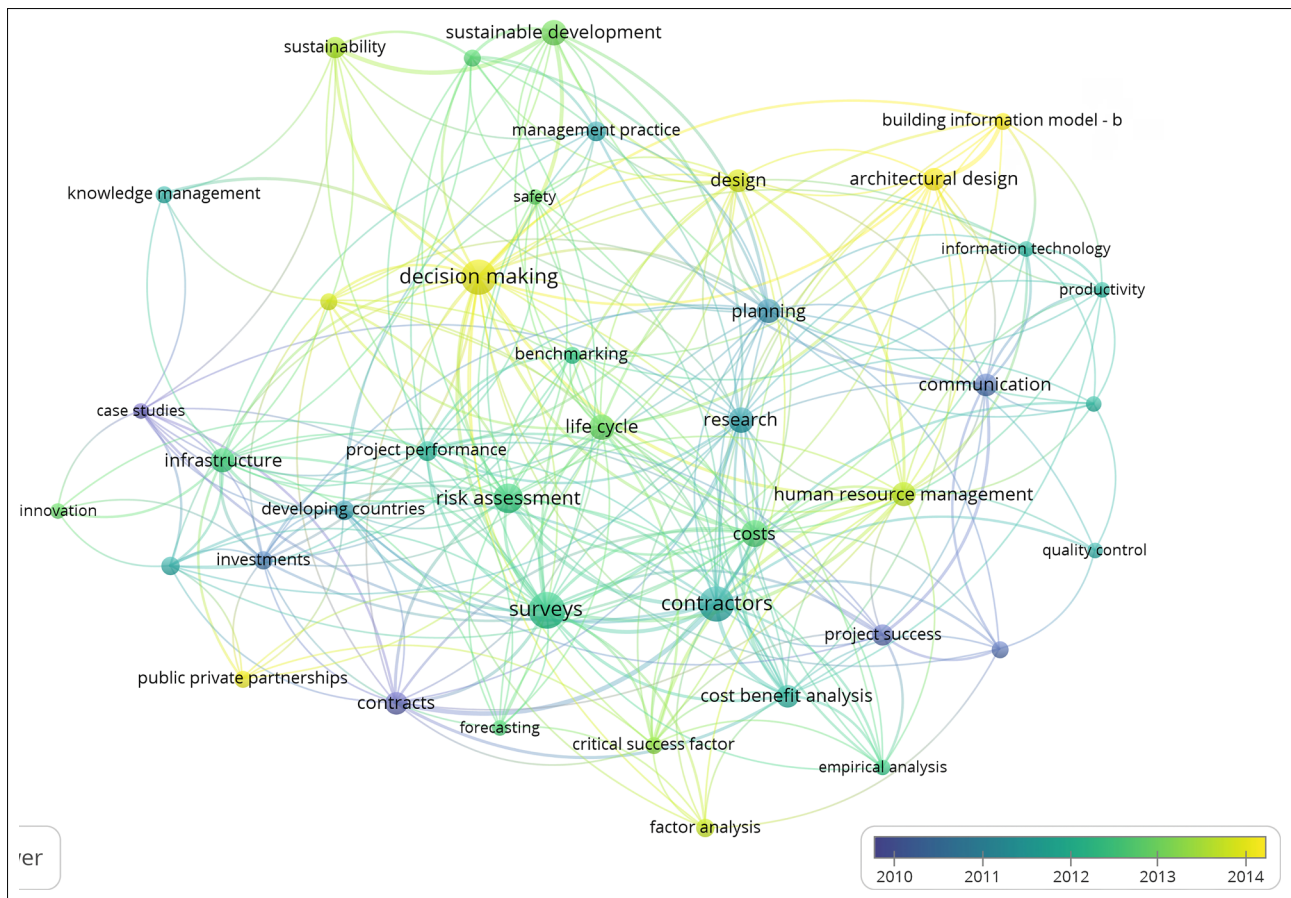 sustainable development
sustainability
building information model - b
management practice
architectural design
design
knowledge management
safety
information technology
decision making
productivity
planning
benchmarking
communication
case studies
research
life cycle
project performance
infrastructure
human resource management
risk assessment
developing countries
innovation
costs
quality control
investments
contractors
surveys
project success
public private partnerships
cost benefit analysis
contracts
forecasting
critical success factor
empirical analysis
factor analysis
2010 2011 2012 2013 2014